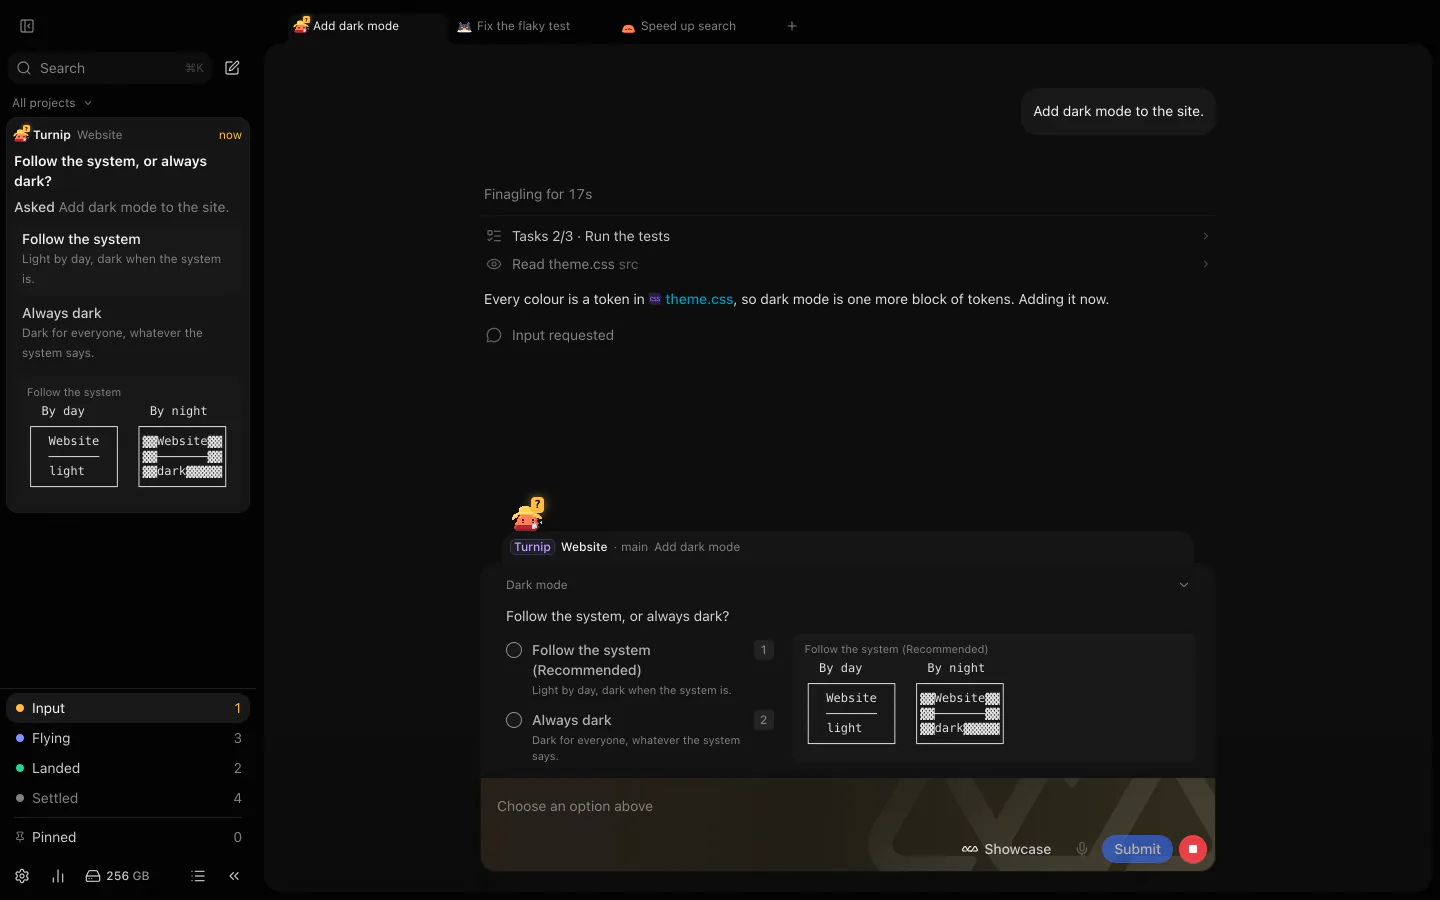 Add dark mode
Fix the flaky test
Speed up search
Search ⌘K
All projects
Turnip Website now
Follow the system, or always
dark?
Asked Add dark mode to the site.
Follow the system
Light by day, dark when the system
is.
Always dark
Dark for everyone, whatever the
system says.
Follow the system
By day By night
Website Website
light dark
Input 1
Flying 3
Landed 2
Settled 4
Pinned 0
256 GB
Add dark mode to the site.
Finagling for 17s
Tasks 2/3 · Run the tests
Read theme.css src
Every colour is a token in CSS theme.css, so dark mode is one more block of tokens. Adding it now.
Input requested
?
Turnip Website · main Add dark mode
Dark mode
Follow the system, or always dark?
Follow the system 1
(Recommended)
Light by day, dark when the system is.
Always dark 2
Dark for everyone, whatever the system
says.
Follow the system (Recommended)
By day By night
Website Website
light dark
Choose an option above
Showcase
Submit